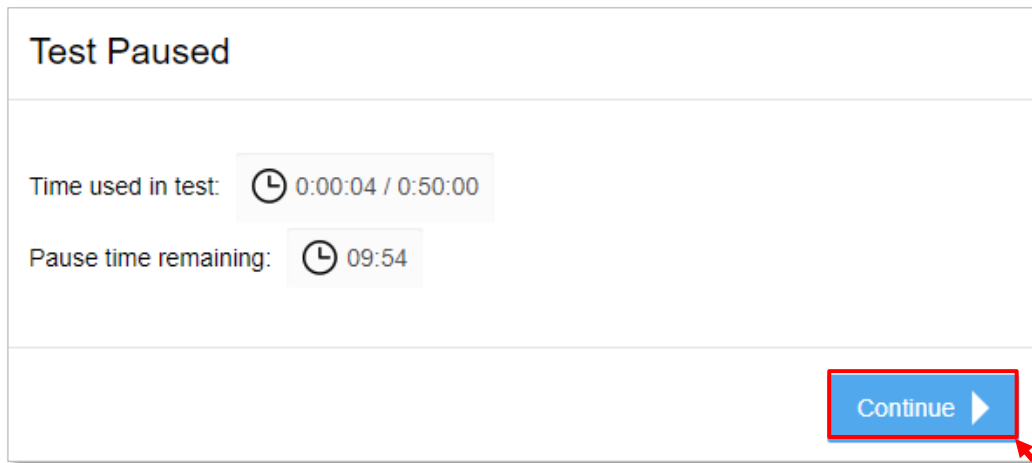 Test Paused
Time used in test: 0:00:04 / 0:50:00
Pause time remaining: 09:54
Continue